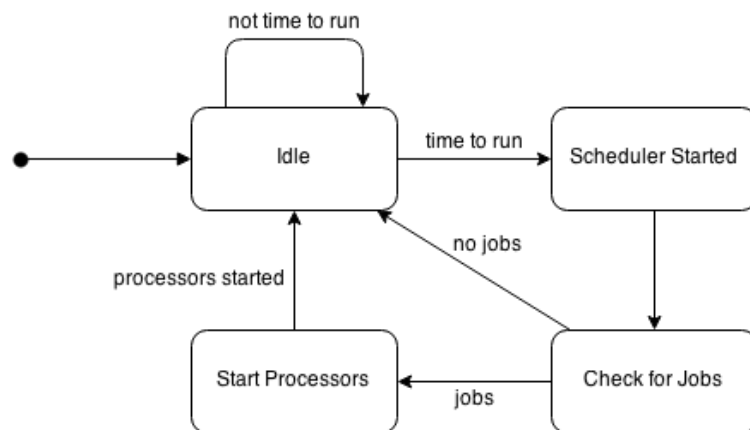 not time to run
Idle
time to run
Scheduler Started
no jobs
processors started
Start Processors
jobs
Check for Jobs